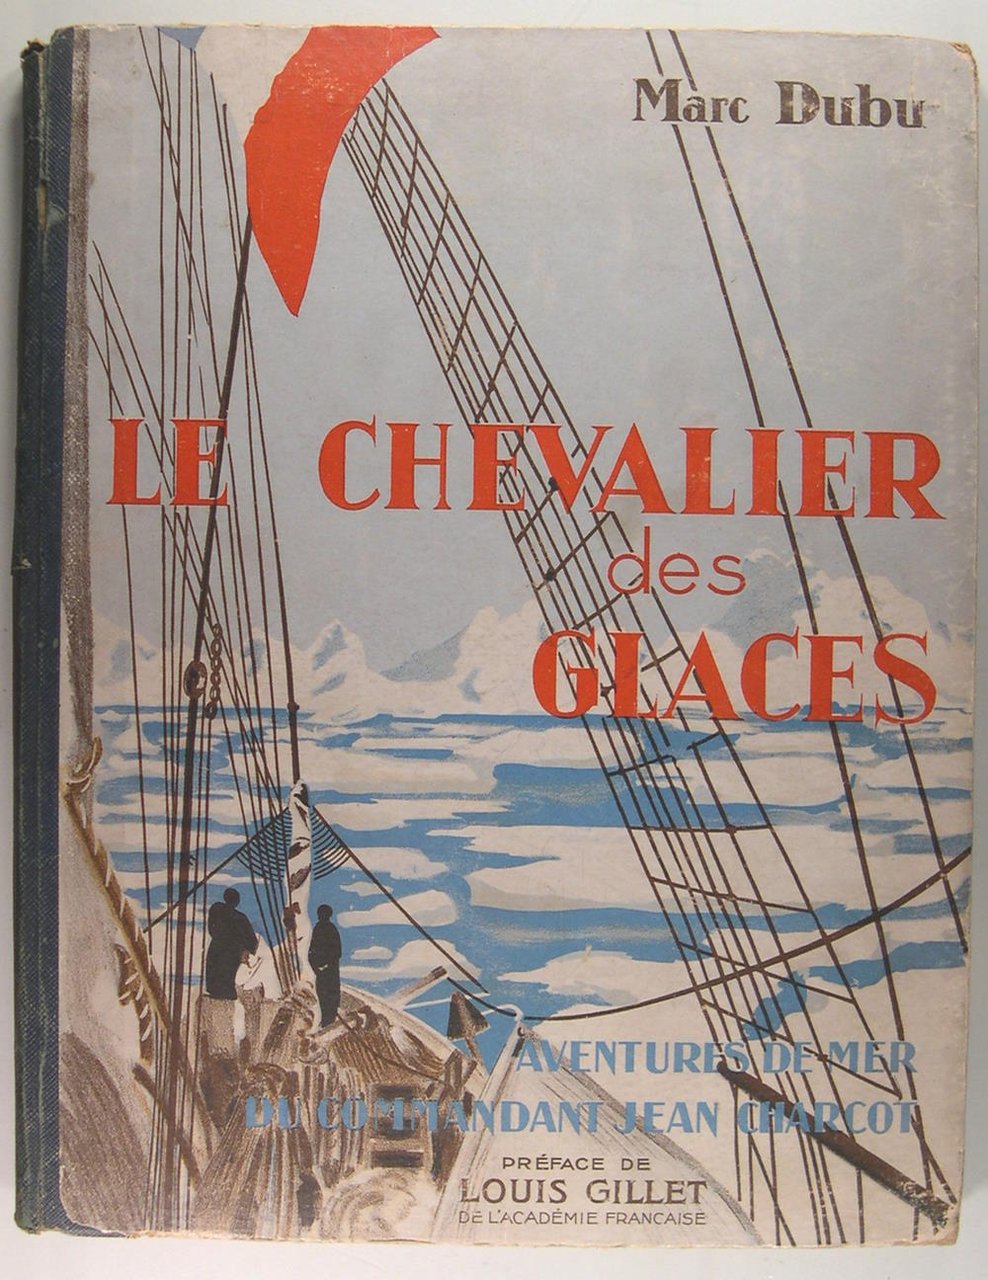 Marc Dubu
LE CHEVALIER
des
GLACES
AVENTURES DE MER
DU COMMANDANT JEAN CHARCOT
PRÉFACE DE
LOUIS GILLET
DE L'ACADÉMIE FRANCAISE